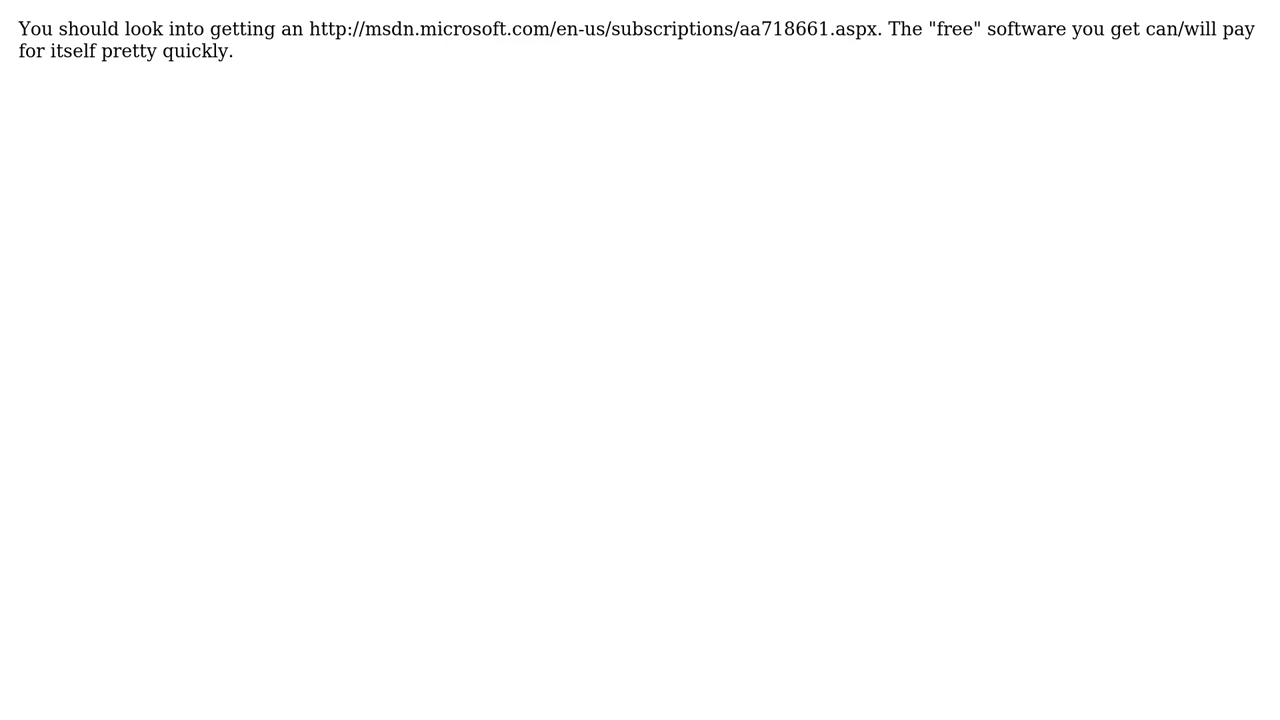 You should look into getting an http://msdn.microsoft.com/en-us/subscriptions/aa718661.aspx. The "free" software you get can/will pay
for itself pretty quickly.